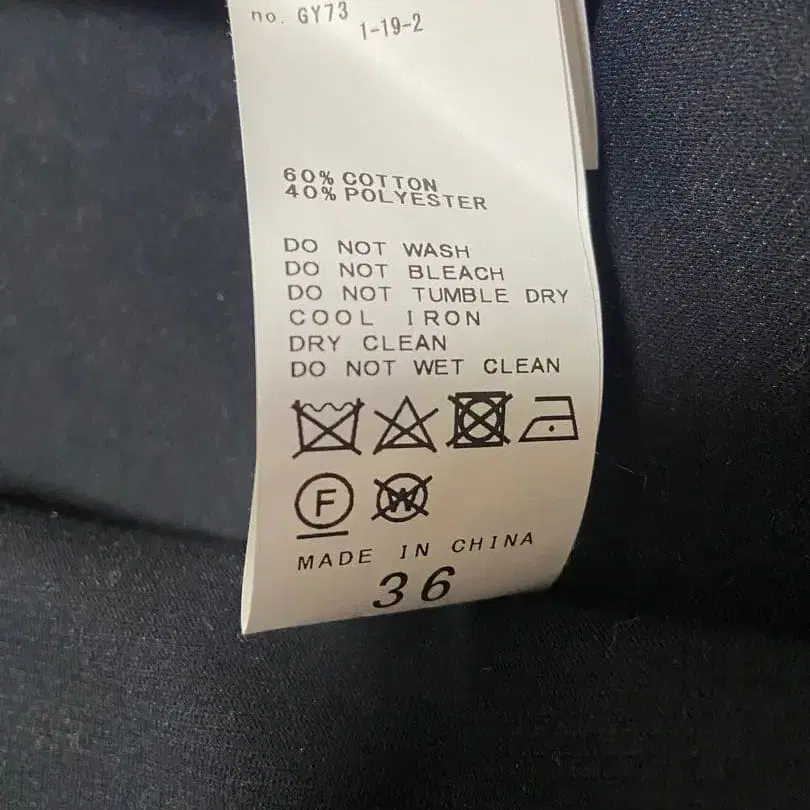 no. GY73
1-19-2
60% COTTON
40% POLYESTER
DO NOT WASH
DO NOT BLEACH
DO NOT TUMBLE DRY
COOL IRON
DRY CLEAN
DO NOT WET CLEAN
F W
MADE IN CHINA
36